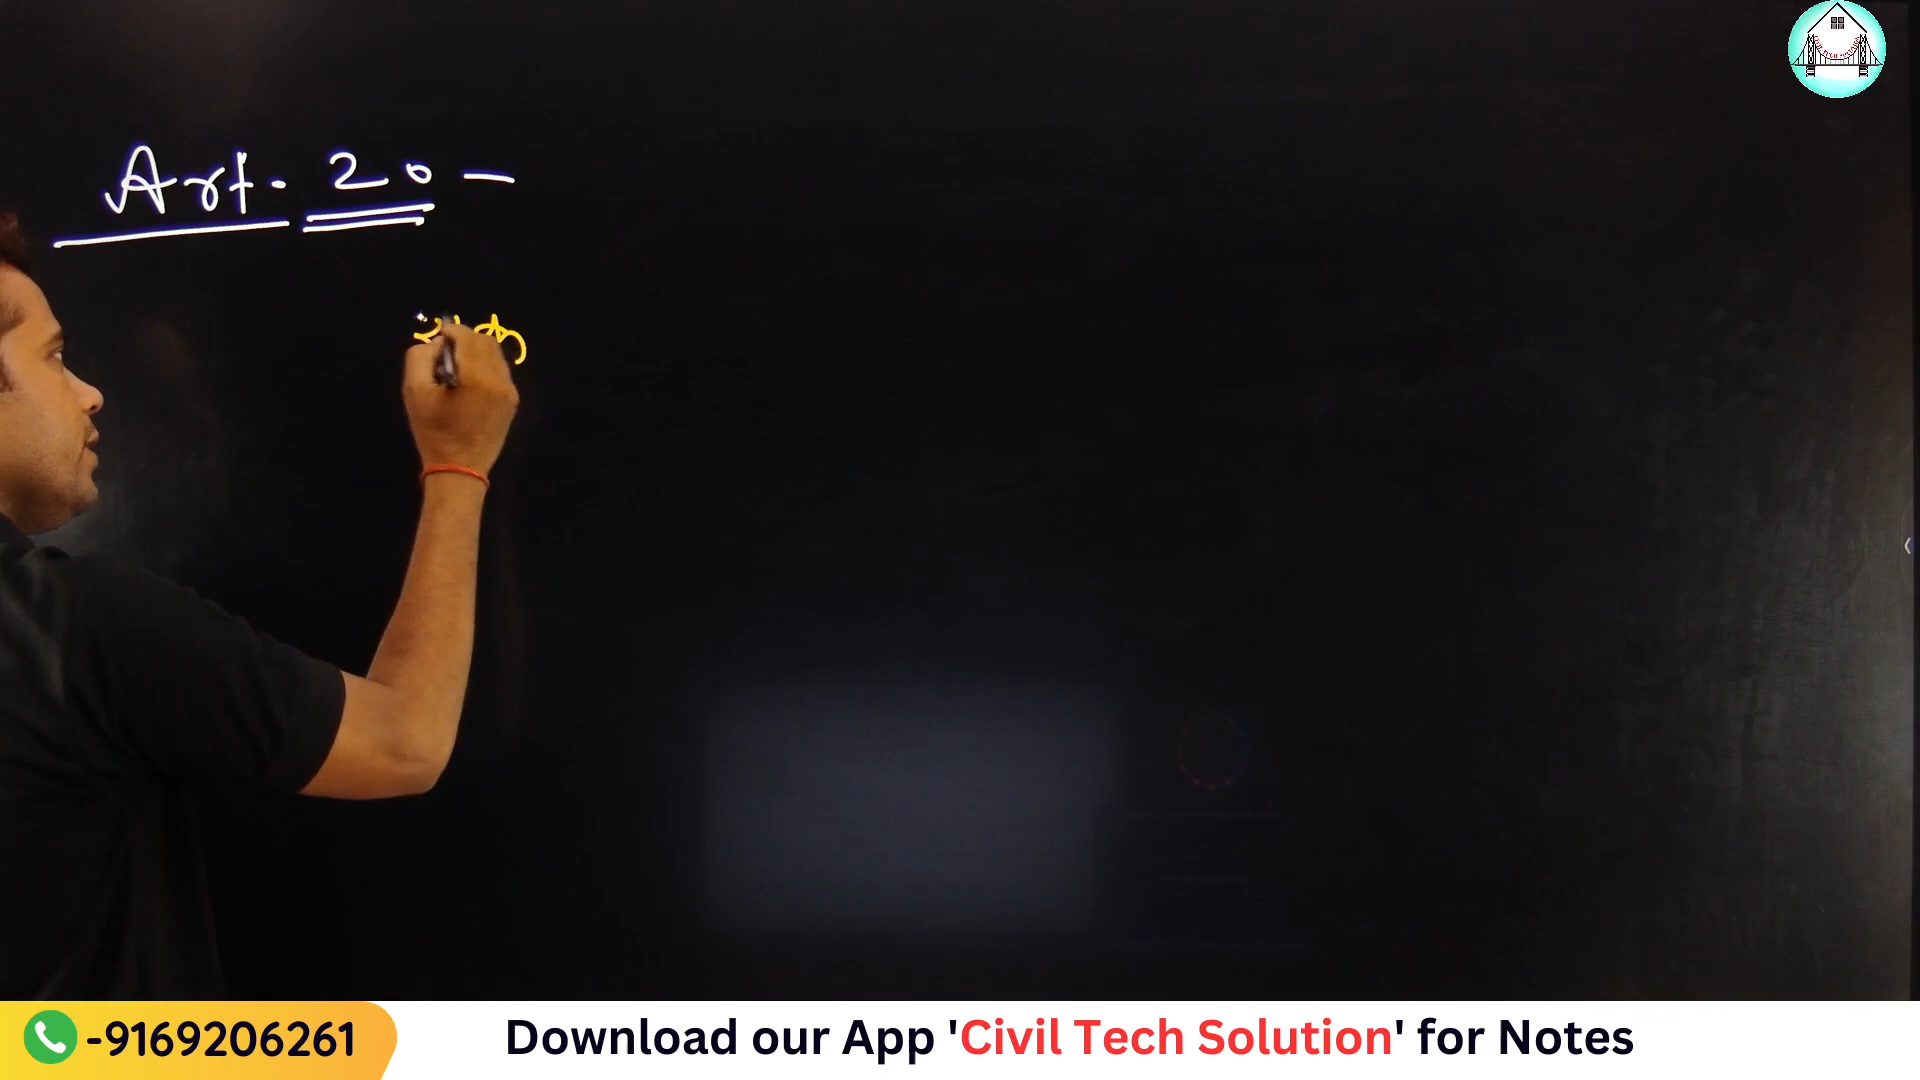 Art. 20 -
-9169206261
Download our App 'Civil Tech Solution' for Notes